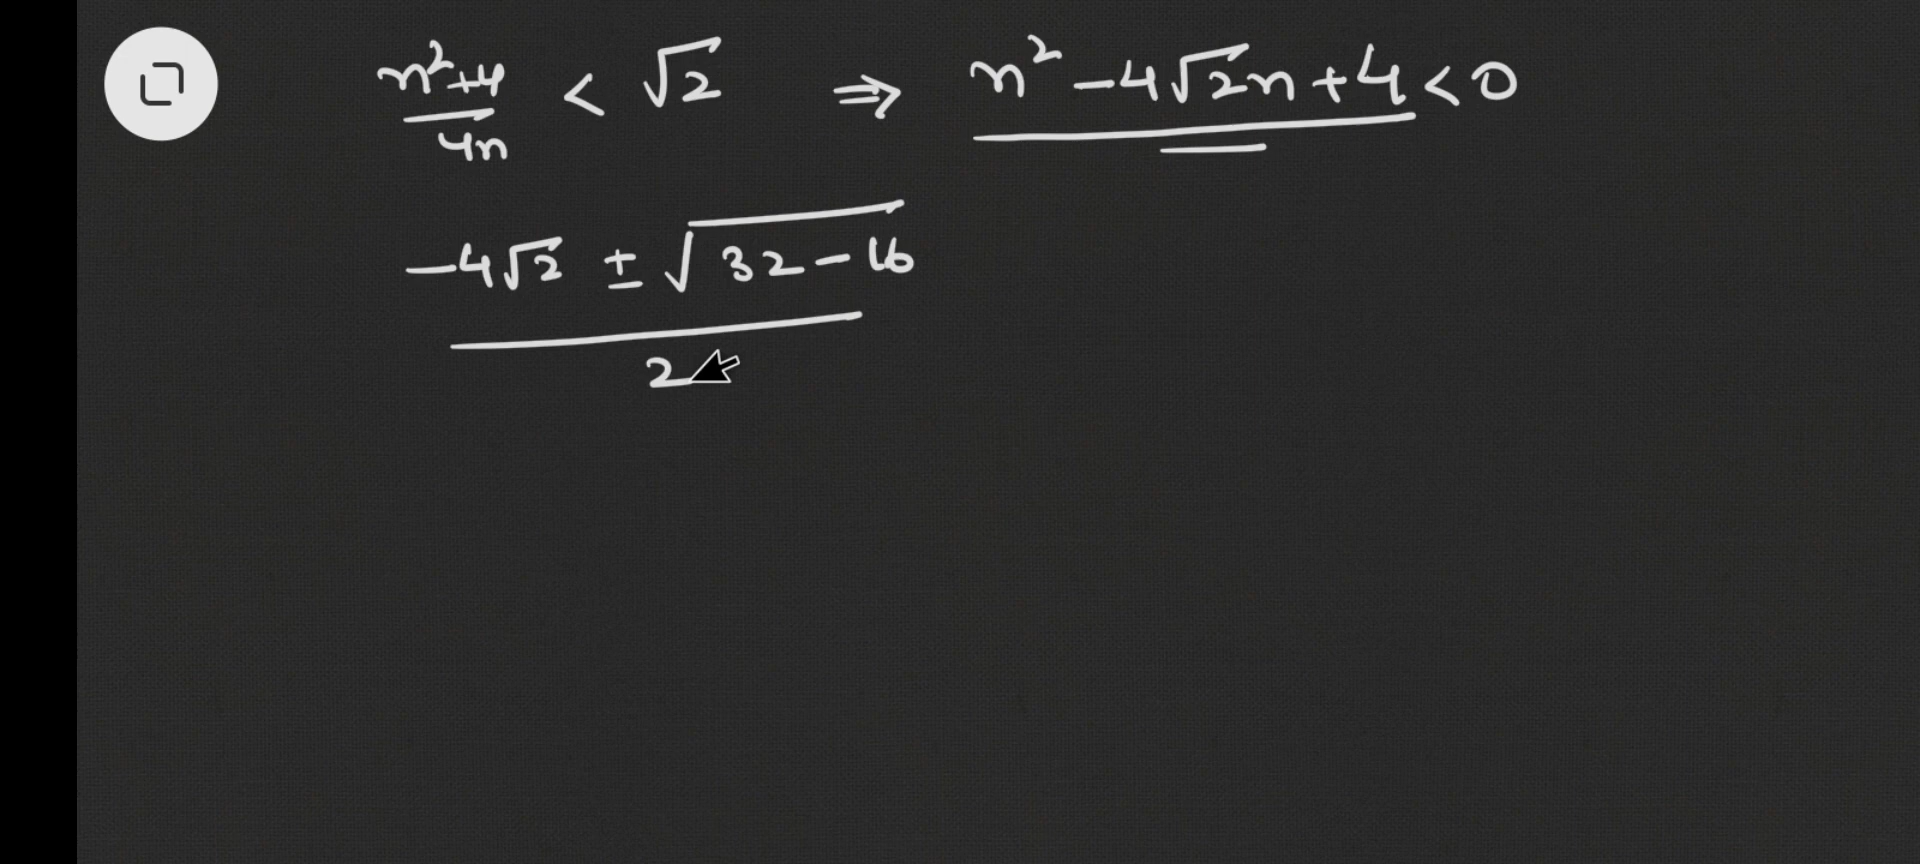 n²+4/4n < √2 ⇒ n² −4√2n + 4 < 0
−4√2 ± √32 − 16
2